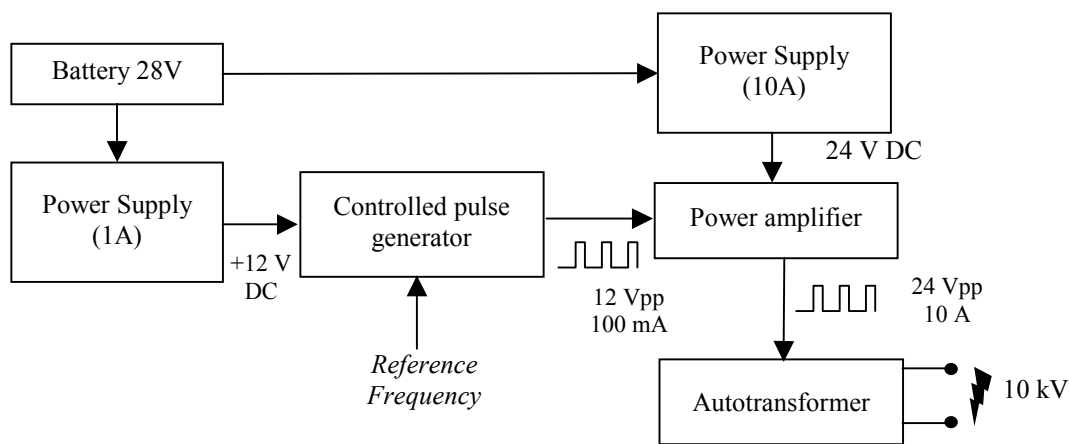 Battery 28V
Power Supply
(10A)
24 V DC
Power Supply
(1A)
+12 V
DC
Controlled pulse
generator
Power amplifier
12 Vpp
100 mA
24 Vpp
10 A
Reference
Frequency
Autotransformer
10 kV